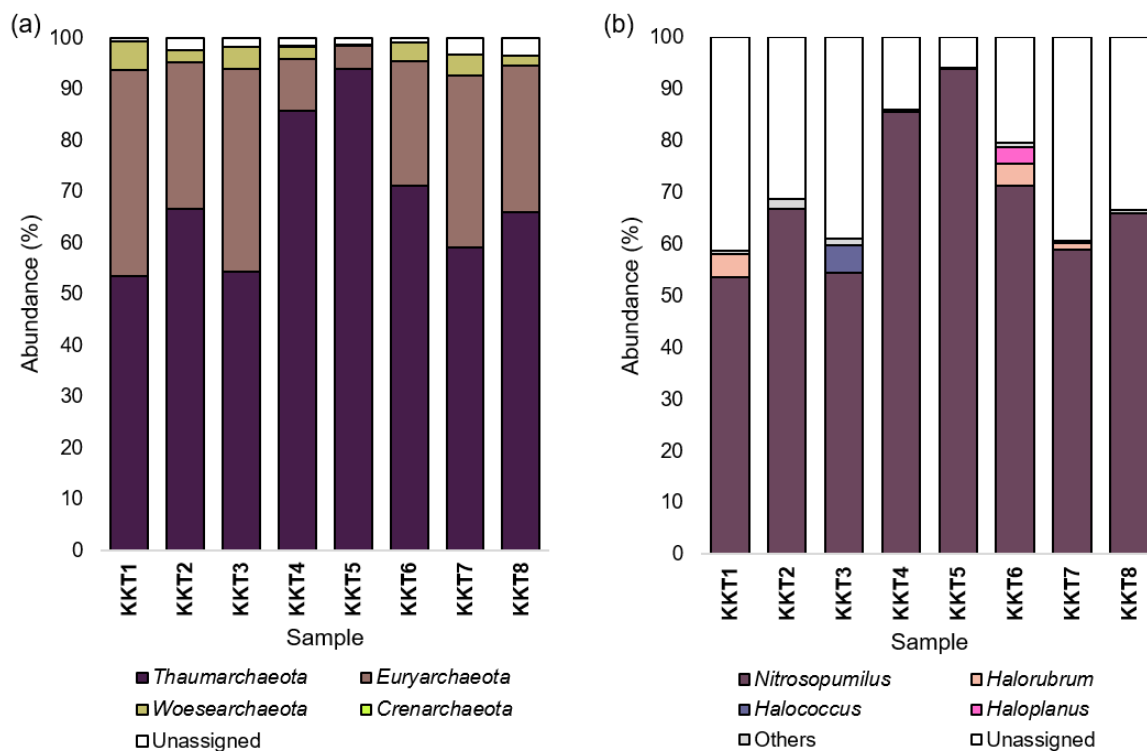 (a)
Abundance (%)
100
90
80
70
60
50
40
30
20
10
0
KKT1 KKT2 KKT3 KKT4 KKT5 KKT6 KKT7 KKT8
Sample
Thaumarchaeota Euryarchaeota
Woesearchaeota Crenarchaeota
Unassigned
(b)
Abundance (%)
100
90
80
70
60
50
40
30
20
10
0
KKT1 KKT2 KKT3 KKT4 KKT5 KKT6 KKT7 KKT8
Sample
Nitrosopumilus Halorubrum
Halococcus Haloplanus
Others Unassigned